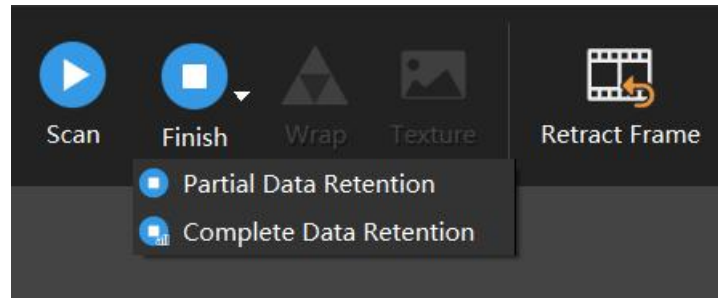 Scan
Finish
Wrap
Texture
Retract Frame
Partial Data Retention
Complete Data Retention